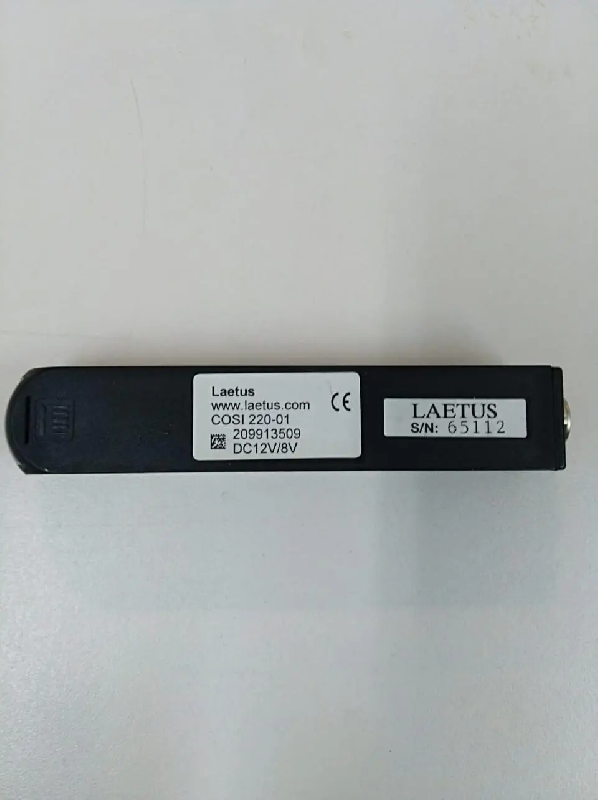 Laetus
www.laetus.com
COSI 220-01
209913509
DC12V/8V
CE
LAETUS
S/N: 65112